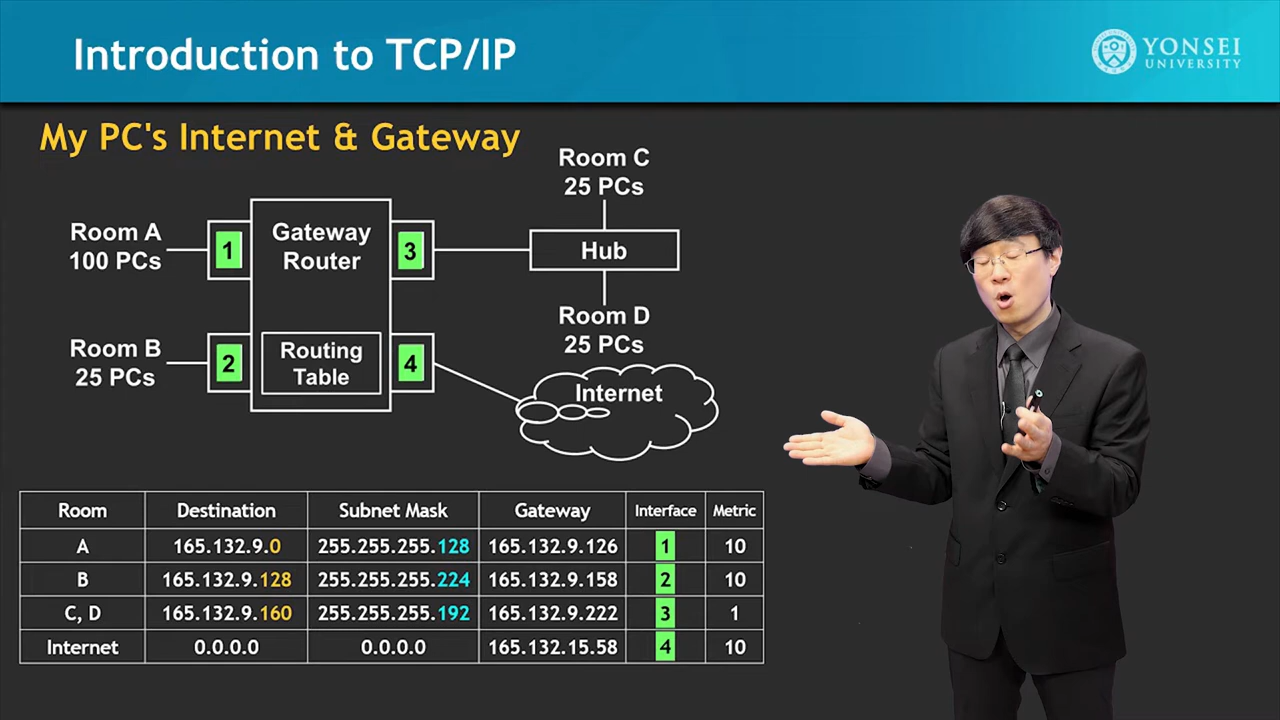 Introduction to TCP/IP
YONSEI
UNIVERSITY
My PC's Internet & Gateway
Room C
25 PCs
Room A
100 PCs
1
Gateway
Router
3
Hub
Room D
25 PCs
Room B
25 PCs
2
Routing
Table
4
Internet
Room Destination Subnet Mask Gateway Interface Metric
A 165.132.9.0 255.255.255.128 165.132.9.126 1 10
B 165.132.9.128 255.255.255.224 165.132.9.158 2 10
C, D 165.132.9.160 255.255.255.192 165.132.9.222 3 1
Internet 0.0.0.0 0.0.0.0 165.132.15.58 4 10